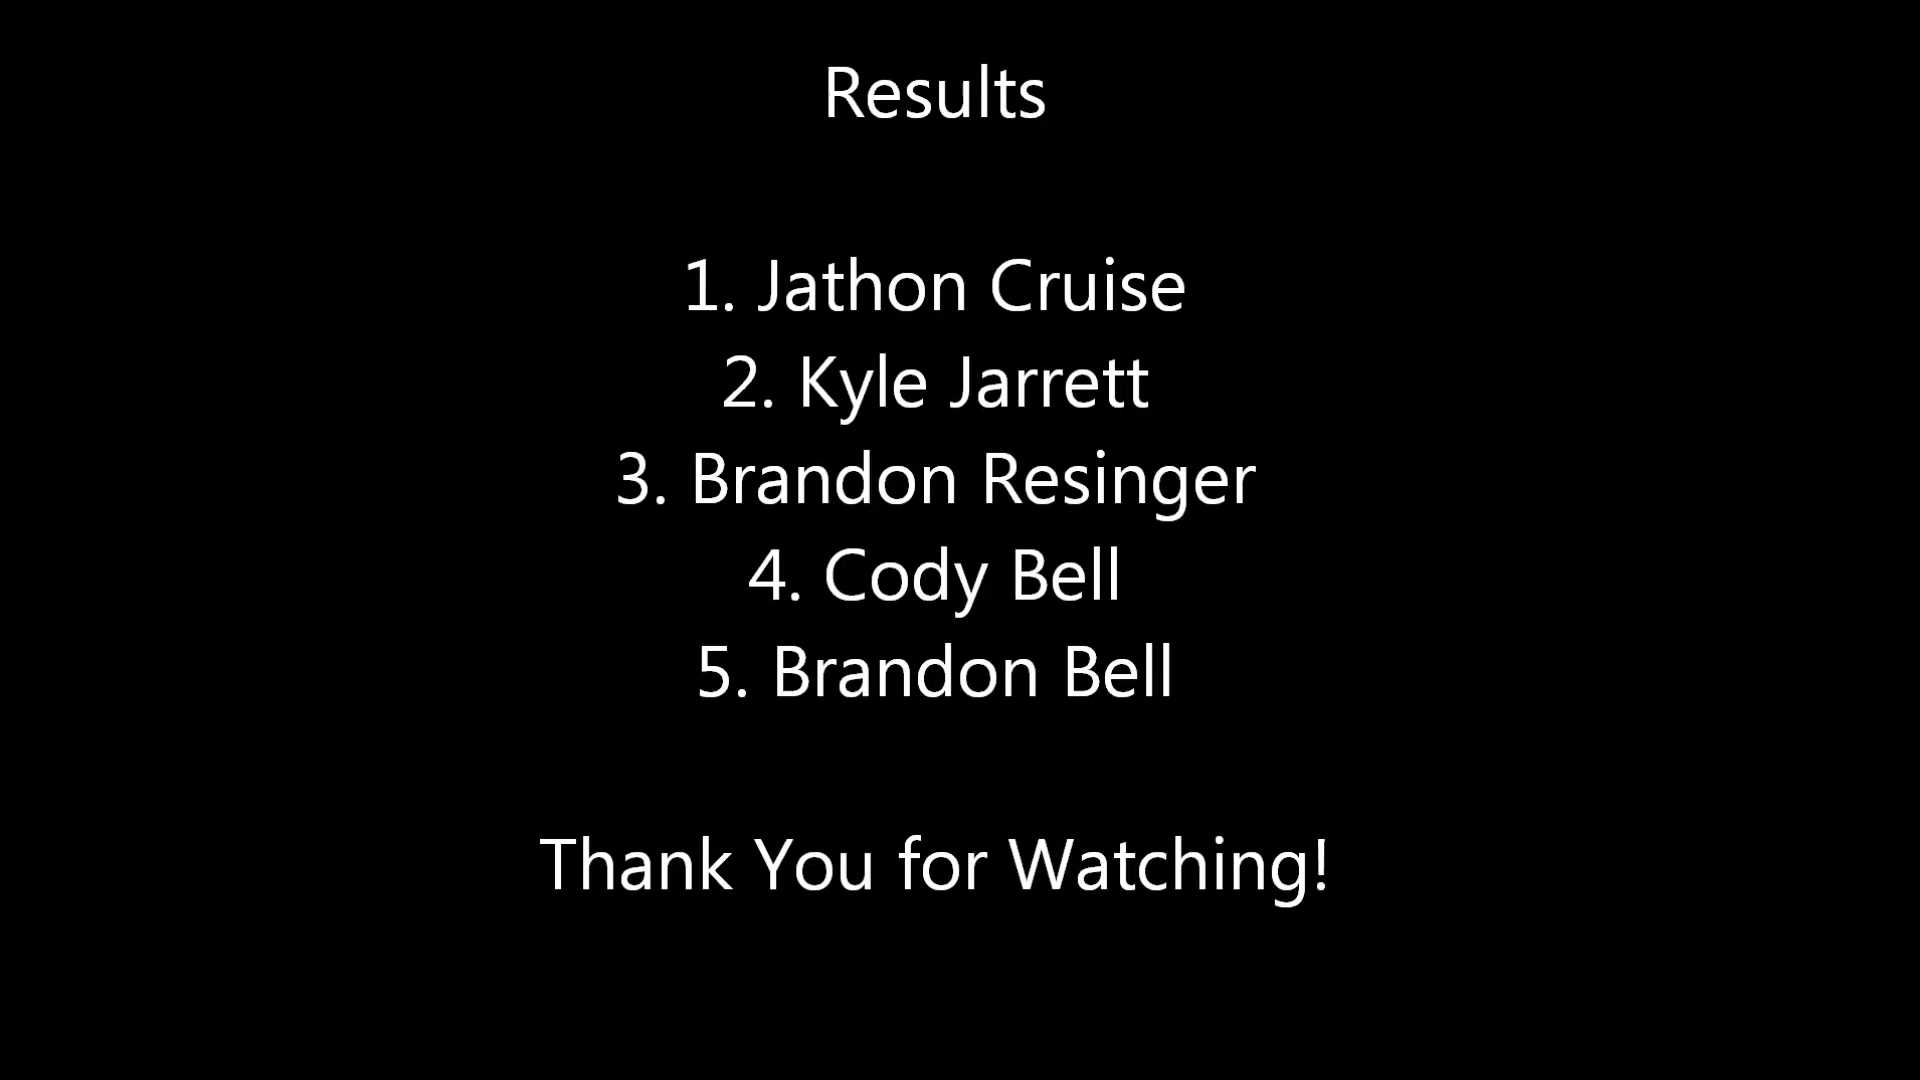 Results
1. Jathon Cruise
2. Kyle Jarrett
3. Brandon Resinger
4. Cody Bell
5. Brandon Bell
Thank You for Watching!